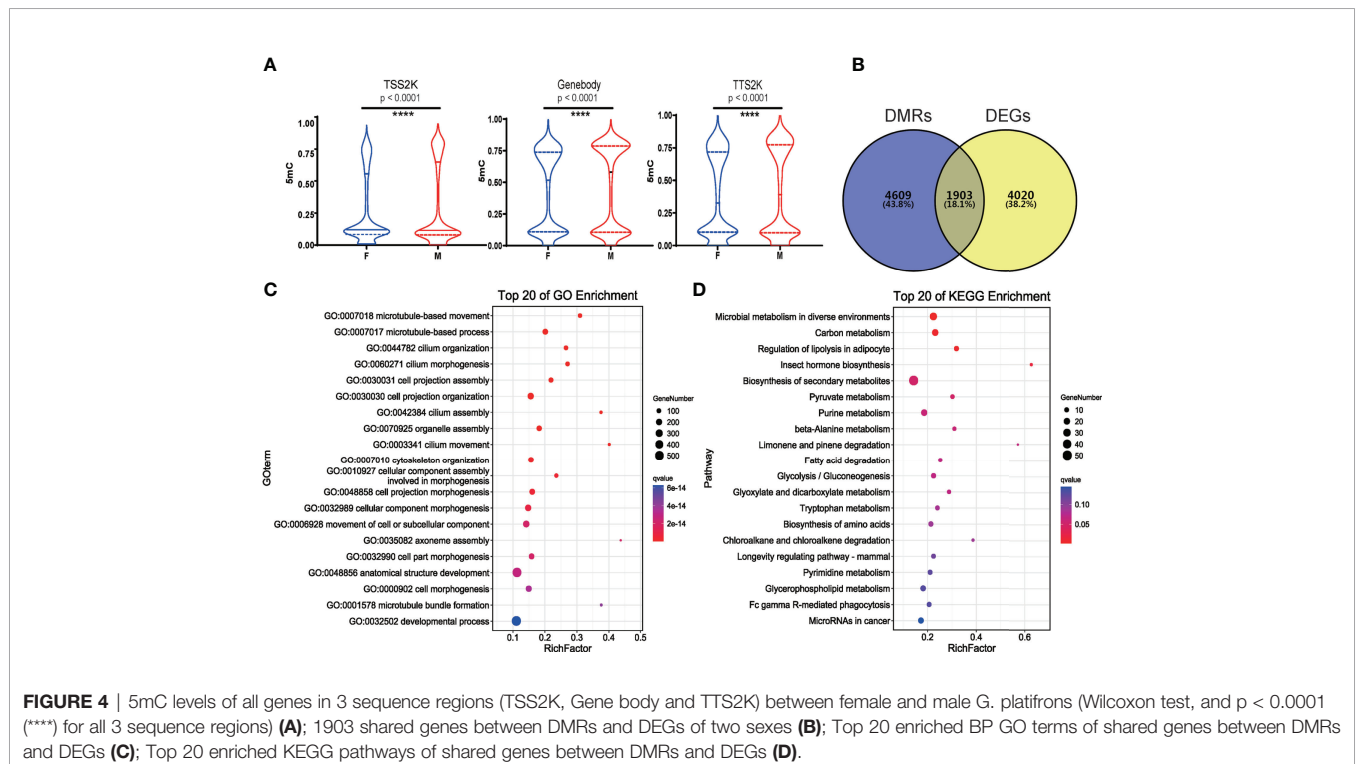 A
TSS2K
p < 0.0001
****
1.00
0.75
0.50
0.25
0.00
5mC
F
M
Genebody
p < 0.0001
****
1.00
0.75
0.50
0.25
0.00
5mC
F
M
TTS2K
p < 0.0001
****
1.00
0.75
0.50
0.25
0.00
5mC
F
M
B
DMRs
DEGs
4609
(43.8%)
1903
(18.1%)
4020
(38.2%)
C
Top 20 of GO Enrichment
GOterm
GO:0007018 microtubule-based movement
GO:0007017 microtubule-based process
GO:0044782 cilium organization
GO:0060271 cilium morphogenesis
GO:0030031 cell projection assembly
GO:0030030 cell projection organization
GO:0042384 cilium assembly
GO:0070925 organelle assembly
GO:0003341 cilium movement
GO:0007010 cytoskeleton organization
GO:0010927 cellular component assembly
involved in morphogenesis
GO:0048858 cell projection morphogenesis
GO:0032989 cellular component morphogenesis
GO:0006928 movement of cell or subcellular component
GO:0035082 axoneme assembly
GO:0032990 cell part morphogenesis
GO:0048856 anatomical structure development
GO:0000902 cell morphogenesis
GO:0001578 microtubule bundle formation
GO:0032502 developmental process
0.1 0.2 0.3 0.4 0.5
RichFactor
GeneNumber
100
200
300
400
500
qvalue
6e-14
4e-14
2e-14
D
Top 20 of KEGG Enrichment
Pathway
Microbial metabolism in diverse environments
Carbon metabolism
Regulation of lipolysis in adipocyte
Insect hormone biosynthesis
Biosynthesis of secondary metabolites
Pyruvate metabolism
Purine metabolism
beta-Alanine metabolism
Limonene and pinene degradation
Fatty acid degradation
Glycolysis / Gluconeogenesis
Glyoxylate and dicarboxylate metabolism
Tryptophan metabolism
Biosynthesis of amino acids
Chloroalkane and chloroalkene degradation
Longevity regulating pathway - mammal
Pyrimidine metabolism
Glycerophospholipid metabolism
Fc gamma R-mediated phagocytosis
MicroRNAs in cancer
0.2 0.4 0.6
RichFactor
GeneNumber
10
20
30
40
50
qvalue
0.10
0.05
FIGURE 4 | 5mC levels of all genes in 3 sequence regions (TSS2K, Gene body and TTS2K) between female and male G. platifrons (Wilcoxon test, and p < 0.0001
(****) for all 3 sequence regions) (A); 1903 shared genes between DMRs and DEGs of two sexes (B); Top 20 enriched BP GO terms of shared genes between DMRs
and DEGs (C); Top 20 enriched KEGG pathways of shared genes between DMRs and DEGs (D).